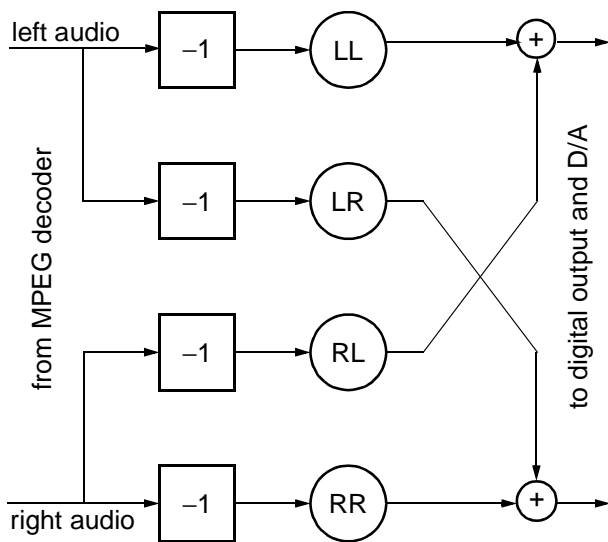 left audio
−1
LL
+
−1
LR
from MPEG decoder
to digital output and D/A
−1
RL
−1
RR
+
right audio